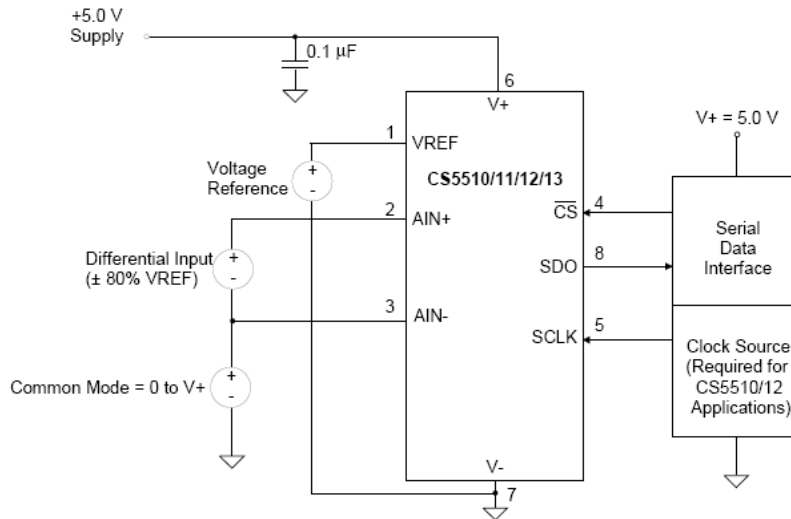 +5.0 V
Supply
0.1 µF
6
V+
1
VREF
V+ = 5.0 V
CS5510/11/12/13
Voltage
Reference
+
-
2
AIN+
CS
4
Serial
Data
Interface
Differential Input
(± 80% VREF)
+
-
SDO
8
3
AIN-
SCLK
5
Clock Source
(Required for
CS5510/12
Applications)
Common Mode = 0 to V+
+
-
V-
7